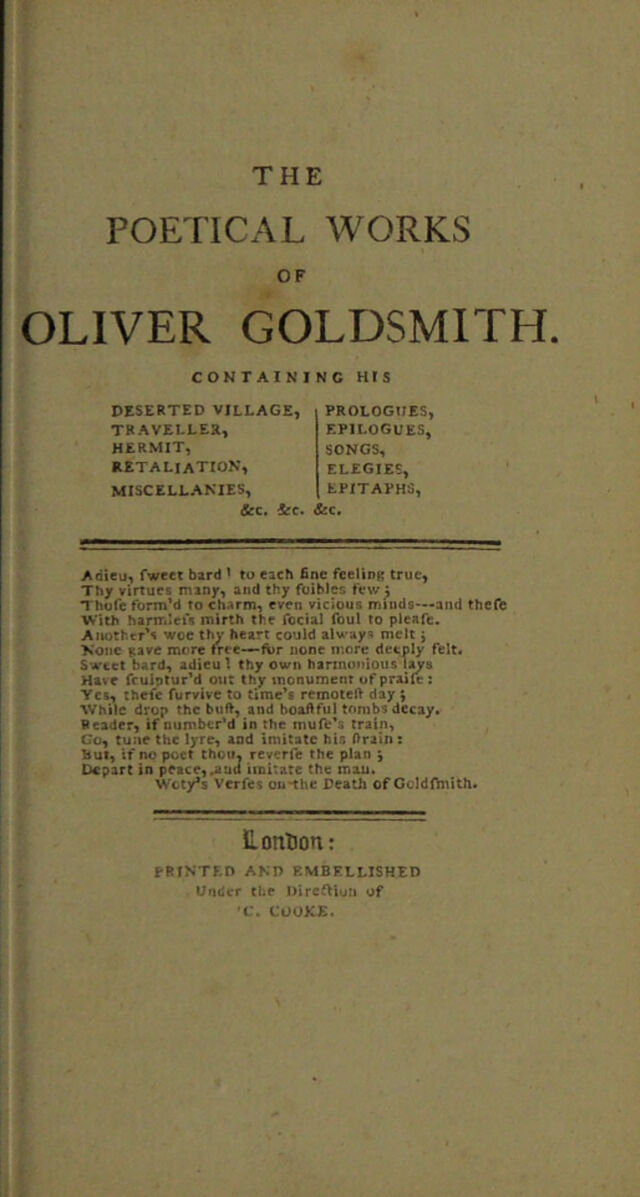 THE
POETICAL WORKS
OF
OLIVER GOLDSMITH.
CONTAINING HIS
DESERTED VILLAGE,
TRAVELLER,
HERMIT,
RETALIATION,
MISCELLANIES,
PROLOGUES,
EPILOGUES,
SONGS,
ELEGIES,
EPITAPHS,
&c. &c. &c.
Adieu, ſweet bard! to each fine feeling true,
Thy virtues many, and thy foibles few;
Thoſe form'd to charm, even vicious minds---and theſe
With harmleſs mirth the ſocial ſoul to pleaſe.
Another's woe thy heart could always melt;
None gave more free—for none more deeply felt.
Sweet bard, adieu! thy own harmonious lays
Have ſculptur'd out thy monument of praiſe:
Yes, theſe ſurvive to time's remoteſt day;
While drop the buſt, and boaſtful tombs decay.
Reader, if number'd in the muſe's train,
Go, tune the lyre, and imitate his ſtrain:
But, if no poet thou, reverſe the plan;
Depart in peace, and imitate the man.
Woty's Verſes on the Death of Goldſmith.
London:
PRINTED AND EMBELLISHED
Under the Direction of
C. COOKE.